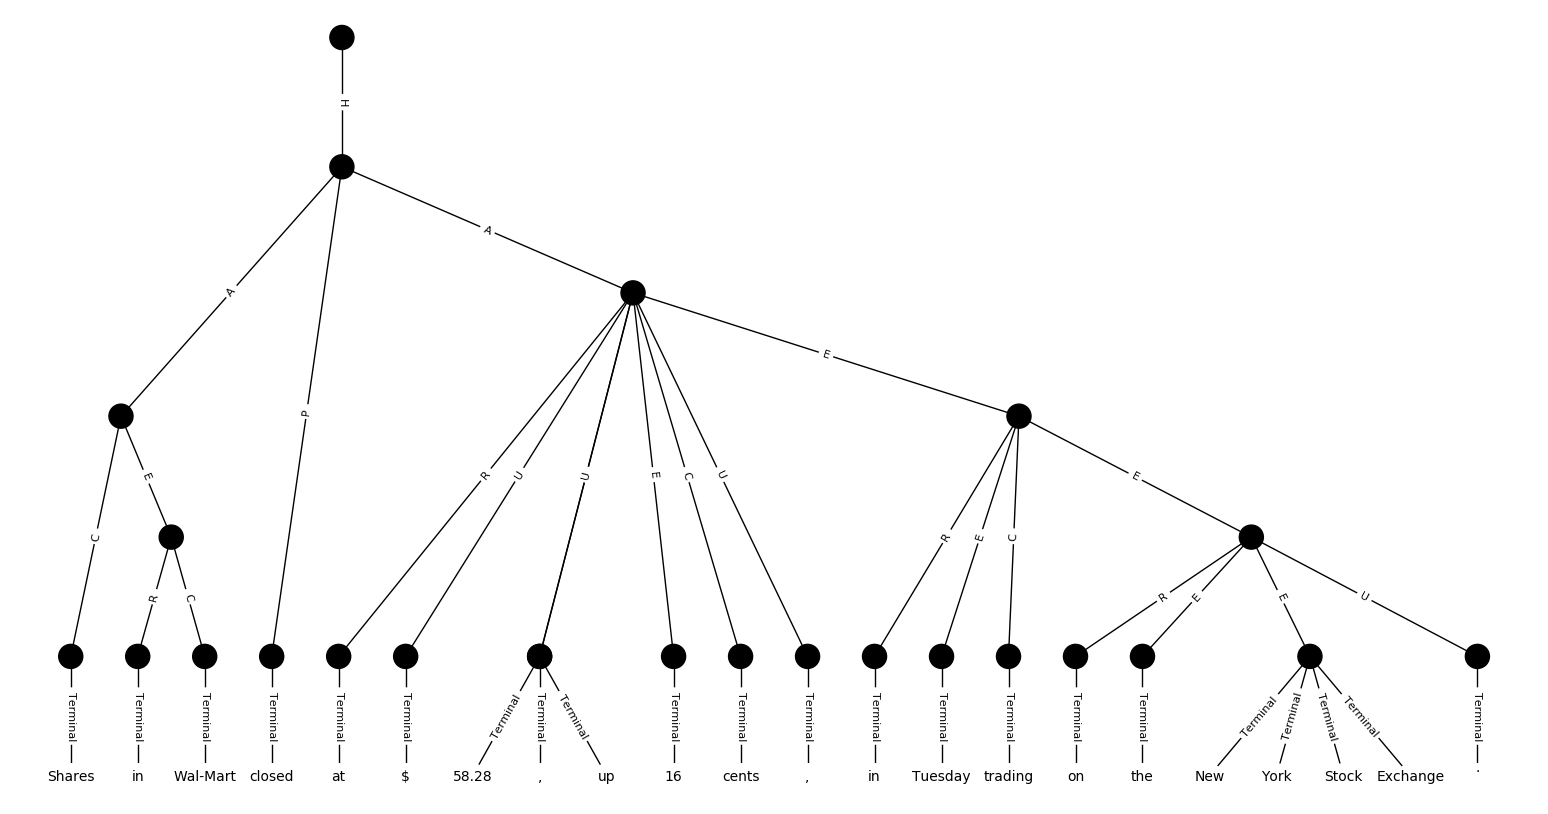 H
A
A
P
E
E
R
U
U
E
C
U
E
C
R
E
C
R
C
R
E
E
U
Terminal Terminal Terminal Terminal Terminal Terminal Terminal Terminal Terminal Terminal Terminal Terminal Terminal Terminal Terminal Terminal Terminal Terminal Terminal Terminal Terminal Terminal
Shares in Wal-Mart closed at $ 58.28 , up 16 cents , in Tuesday trading on the New York Stock Exchange .